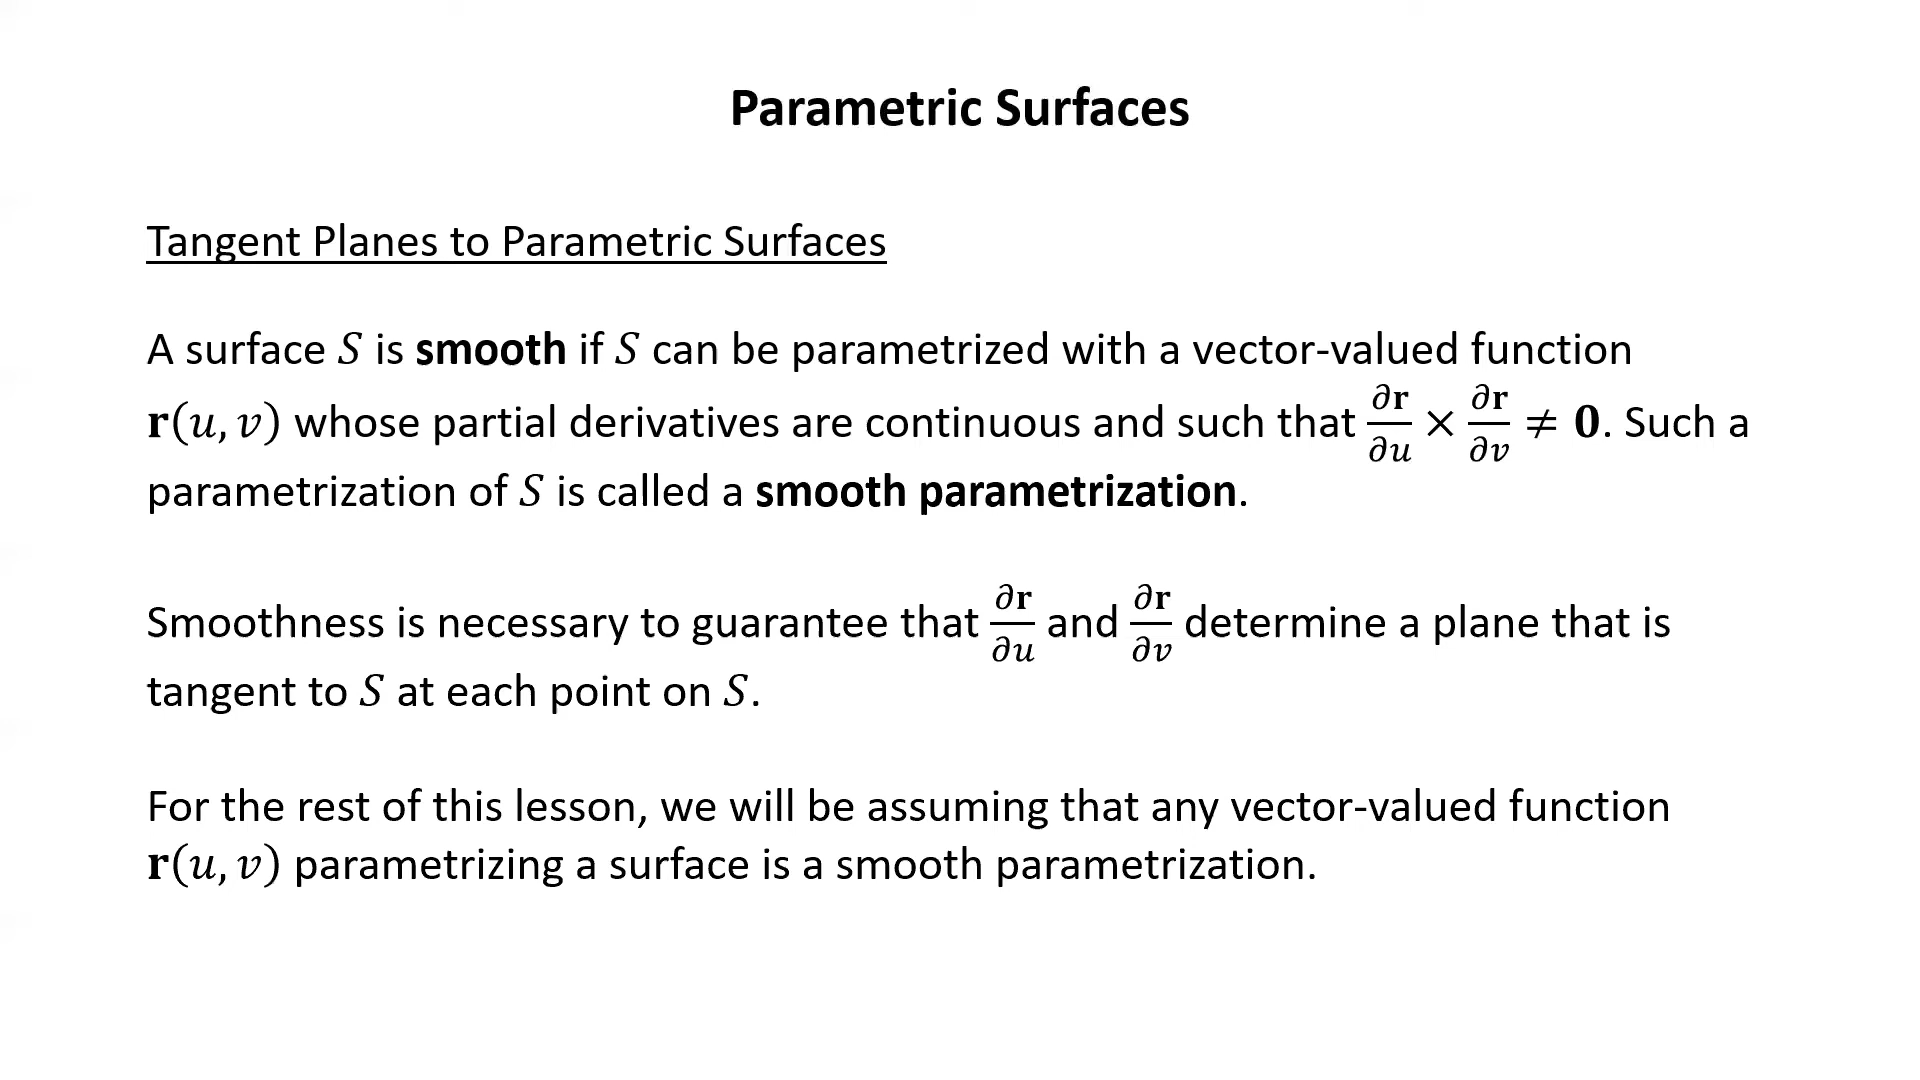 Parametric Surfaces
Tangent Planes to Parametric Surfaces
A surface 𝑆 is smooth if 𝑆 can be parametrized with a vector-valued function
𝐫(𝑢, 𝑣) whose partial derivatives are continuous and such that ∂𝐫/∂𝑢 × ∂𝐫/∂𝑣 ≠ 𝟎. Such a
parametrization of 𝑆 is called a smooth parametrization.
Smoothness is necessary to guarantee that ∂𝐫/∂𝑢 and ∂𝐫/∂𝑣 determine a plane that is
tangent to 𝑆 at each point on 𝑆.
For the rest of this lesson, we will be assuming that any vector-valued function
𝐫(𝑢, 𝑣) parametrizing a surface is a smooth parametrization.